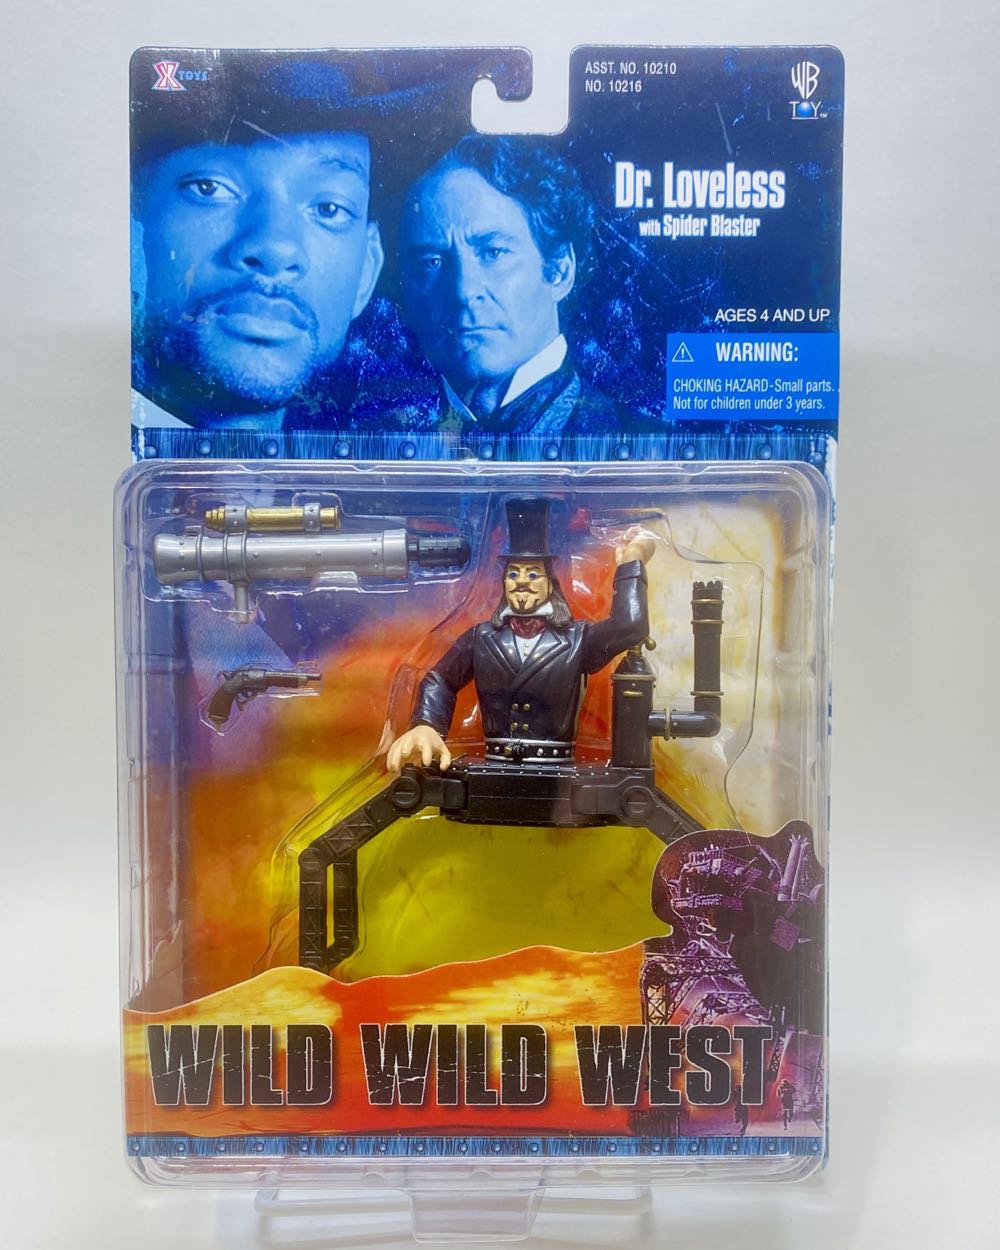 X TOYS
ASST. NO. 10210
NO. 10216
WB
TOY™
Dr. Loveless
with Spider Blaster
AGES 4 AND UP
WARNING:
CHOKING HAZARD-Small parts.
Not for children under 3 years.
WILD WILD WEST